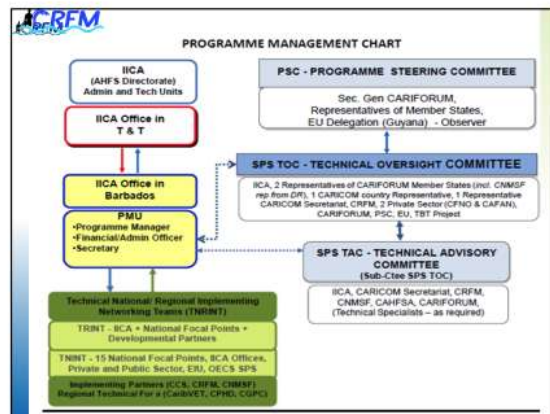 CRFM
PROGRAMME MANAGEMENT CHART
IICA
(AHFS Directorate)
Admin and Tech Units
IICA Office in
T & T
IICA Office in
Barbados
PMU
•Programme Manager
•Financial/Admin Officer
•Secretary
Technical National/ Regional Implementing
Networking Teams (TNRINT)
TRINT - IICA + National Focal Points +
Developmental Partners
TNINT - 15 National Focal Points, IICA Offices,
Private and Public Sector, EIU, OECS SPS
Implementing Partners (CCS, CRFM, CNMSF)
Regional Technical For a (CaribVET, CPHD, CGPC)
PSC - PROGRAMME STEERING COMMITTEE
Sec. Gen CARIFORUM,
Representatives of Member States,
EU Delegation (Guyana) - Observer
SPS TOC - TECHNICAL OVERSIGHT COMMITTEE
IICA, 2 Representatives of CARIFORUM Member States (incl. CNMSF
rep from DR), 1 CARICOM country Representative, 1 Representative
CARICOM Secretariat, CRFM, 2 Private Sector (CFNO & CAFAN),
CARIFORUM, PSC, EU, TBT Project
SPS TAC - TECHNICAL ADVISORY
COMMITTEE
(Sub-Ctee SPS TOC)
IICA, CARICOM Secretariat, CRFM,
CNMSF, CAHFSA, CARIFORUM,
(Technical Specialists – as required)